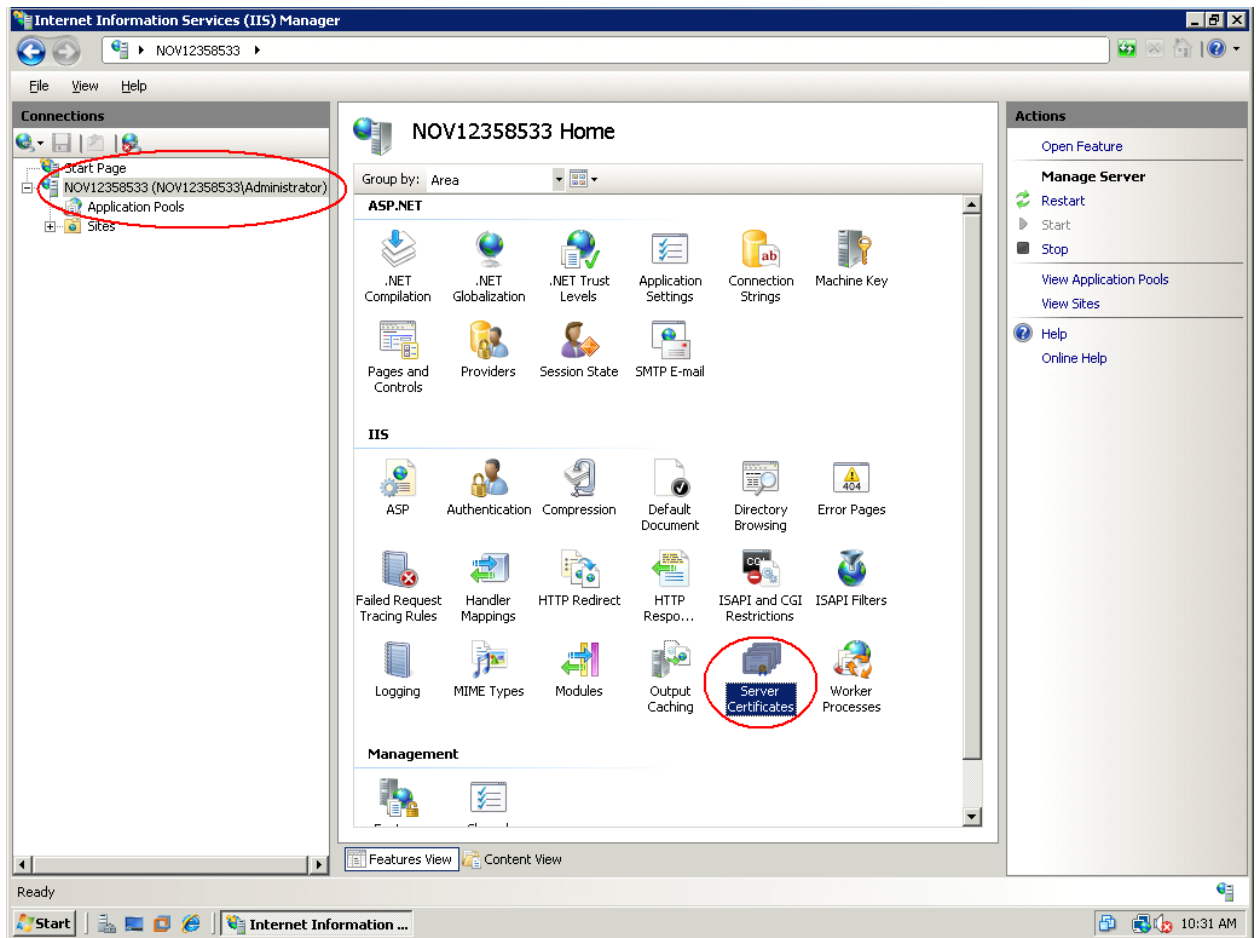 Internet Information Services (IIS) Manager
NOV12358533
File View Help
Connections
Start Page
NOV12358533 (NOV12358533\Administrator)
Application Pools
Sites
NOV12358533 Home
Group by: Area
ASP.NET
.NET Compilation
.NET Globalization
.NET Trust Levels
Application Settings
Connection Strings
Machine Key
Pages and Controls
Providers
Session State
SMTP E-mail
IIS
ASP
Authentication
Compression
Default Document
Directory Browsing
404
Error Pages
Failed Request Tracing Rules
Handler Mappings
HTTP Redirect
HTTP Respo...
CGI
ISAPI and CGI Restrictions
ISAPI Filters
Logging
MIME Types
Modules
Output Caching
Server Certificates
Worker Processes
Management
Features View
Content View
Actions
Open Feature
Manage Server
Restart
Start
Stop
View Application Pools
View Sites
Help
Online Help
Ready
Start
Internet Information ...
10:31 AM